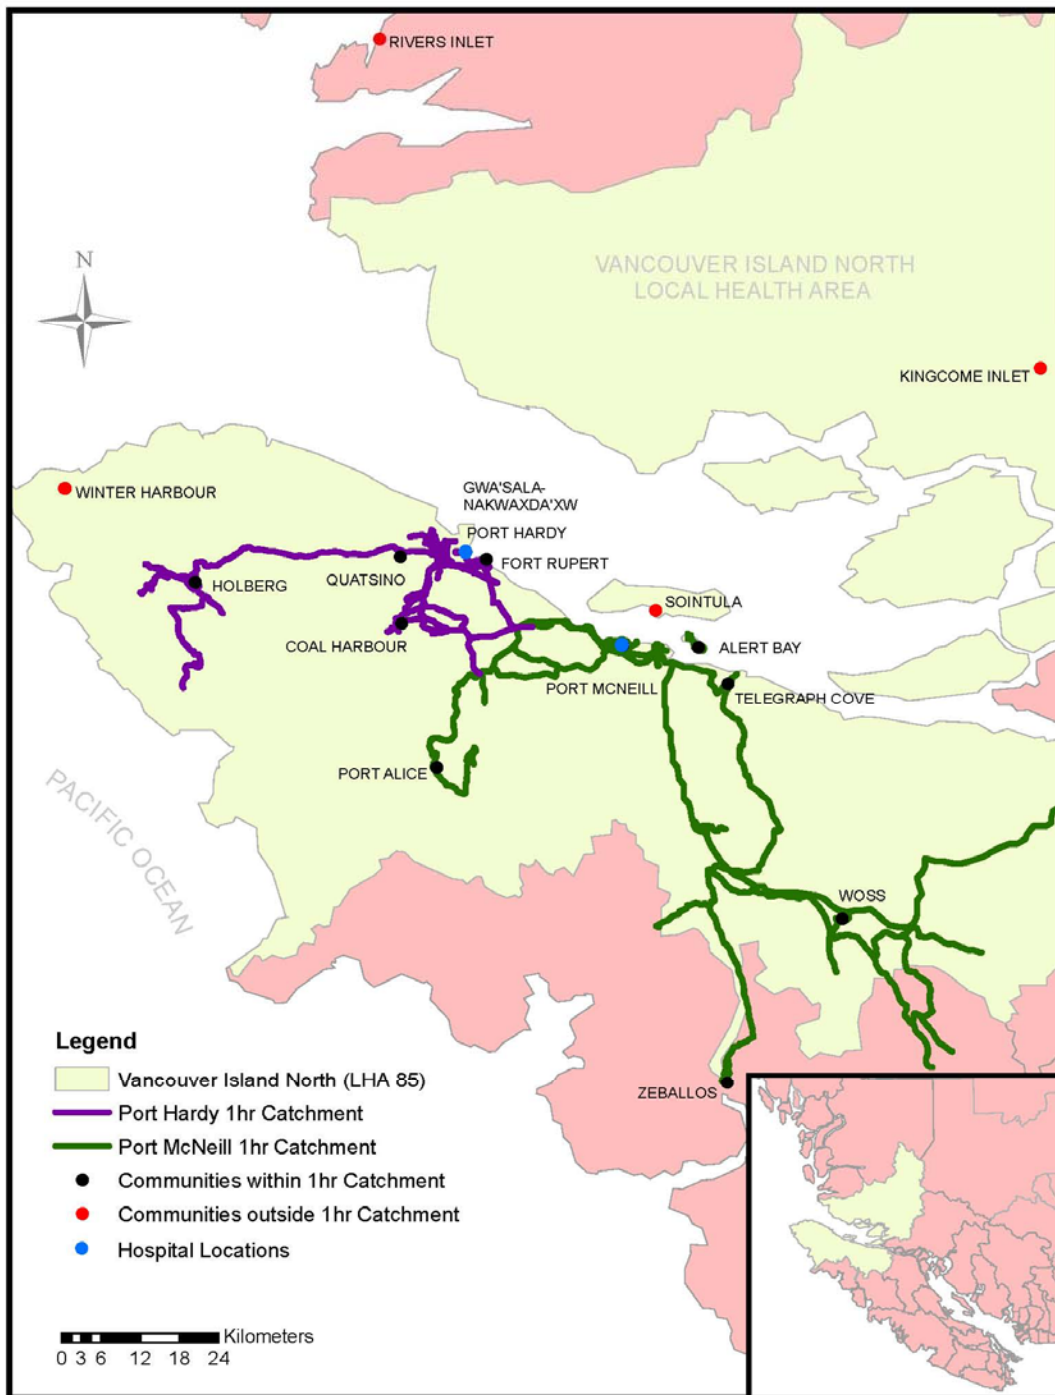 RIVERS INLET
N
VANCOUVER ISLAND NORTH
LOCAL HEALTH AREA
KINGCOME INLET
WINTER HARBOUR
GWA'SALA-
NAKWAXDA'XW
PORT HARDY
FORT RUPERT
QUATSINO
HOLBERG
SOINTULA
COAL HARBOUR
ALERT BAY
PORT MCNEILL
TELEGRAPH COVE
PORT ALICE
PACIFIC OCEAN
WOSS
ZEBALLOS
Legend
Vancouver Island North (LHA 85)
Port Hardy 1hr Catchment
Port McNeill 1hr Catchment
Communities within 1hr Catchment
Communities outside 1hr Catchment
Hospital Locations
Kilometers
0 3 6 12 18 24